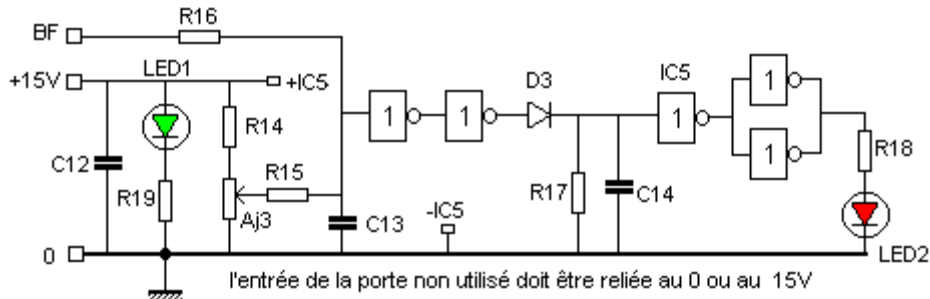 R16
BF
LED1
D3
IC5
1
+15V
+IC5
R14
1
1
1
1
R18
C12
R15
R19
R17
C14
Aj3
C13
-IC5
0
LED2
l'entrée de la porte non utilisé doit être reliée au 0 ou au 15V